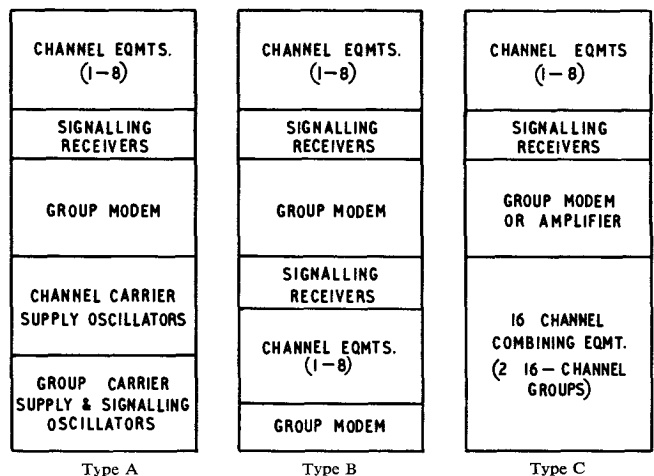 CHANNEL EQMTS.
(1-8)
SIGNALLING
RECEIVERS
GROUP MODEM
CHANNEL CARRIER
SUPPLY OSCILLATORS
GROUP CARRIER
SUPPLY & SIGNALLING
OSCILLATORS
Type A
CHANNEL EQMTS.
(1-8)
SIGNALLING
RECEIVERS
GROUP MODEM
SIGNALLING
RECEIVERS
CHANNEL EQMTS.
(1-8)
GROUP MODEM
Type B
CHANNEL EQMTS
(1-8)
SIGNALLING
RECEIVERS
GROUP MODEM
OR AMPLIFIER
16 CHANNEL
COMBINING EQMT.
(2 16-CHANNEL
GROUPS)
Type C